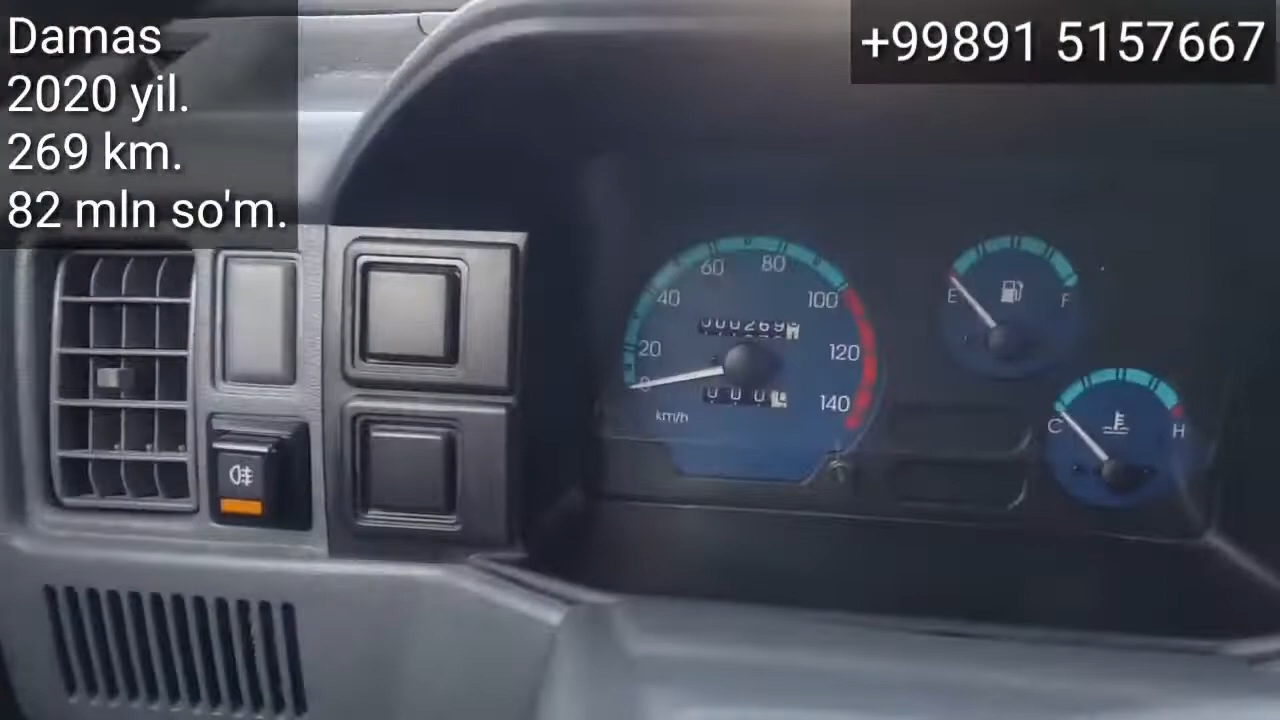 Damas
2020 yil.
269 km.
82 mln so'm.
+99891 5157667
60 80
40 100
20 120
0 140
km/h
E F
C H